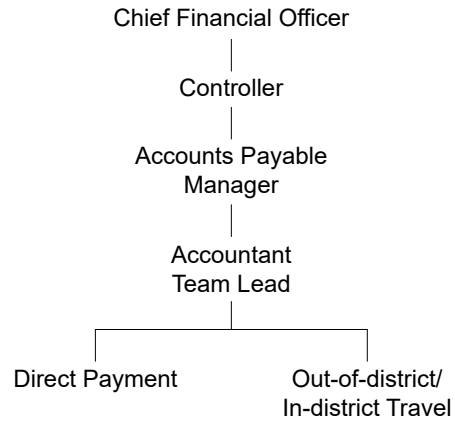 Chief Financial Officer
Controller
Accounts Payable
Manager
Accountant
Team Lead
Direct Payment
Out-of-district/
In-district Travel